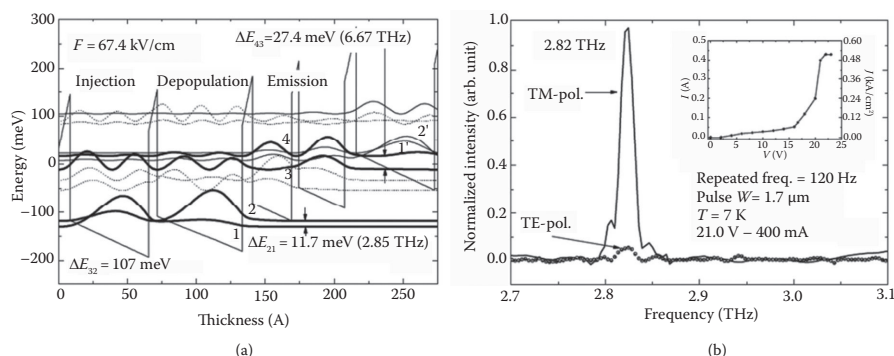 300
200
100
0
−100
−200
Energy (meV)
F = 67.4 kV/cm
ΔE43=27.4 meV (6.67 THz)
Injection
Depopulation
Emission
4
3
2'
1'
2
1
ΔE21=11.7 meV (2.85 THz)
ΔE32= 107 meV
0 50 100 150 200 250
Thickness (A)
(a)
1.0
0.8
0.6
0.4
0.2
0.0
Normalized intensity (arb. unit)
2.82 THz
TM-pol.
TE-pol.
0.5
0.4
0.3
0.2
0.1
0.0
I (A)
0.60
0.48
0.36
0.24
0.12
0.00
J (kA/cm²)
0 5 10 15 20 25
V (V)
Repeated freq. = 120 Hz
Pulse W= 1.7 μm
T = 7 K
21.0 V – 400 mA
2.7 2.8 2.9 3.0 3.1
Frequency (THz)
(b)